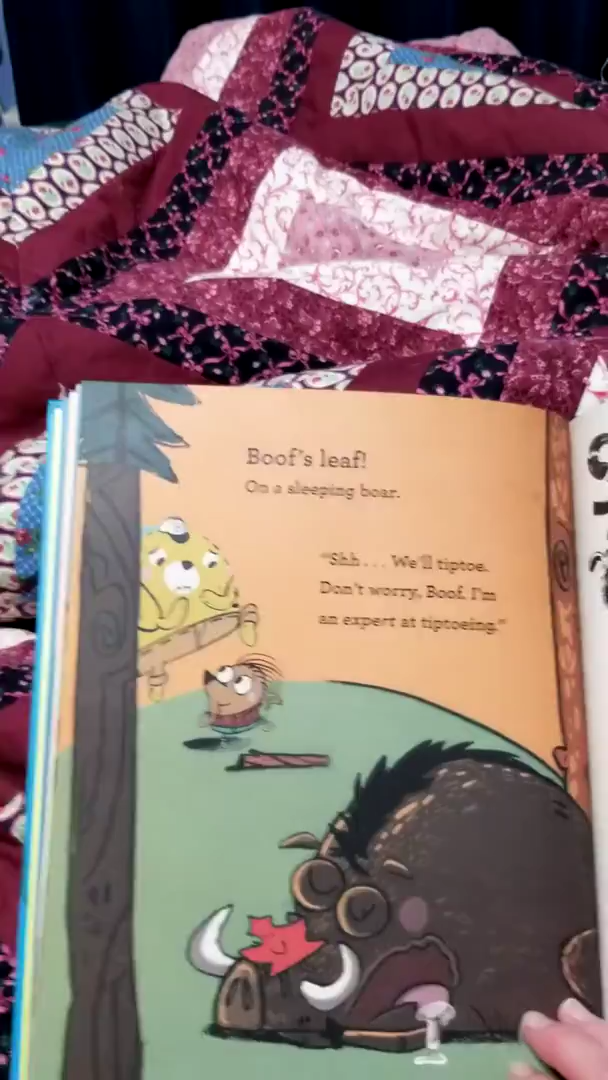 Boof's leaf!
On a sleeping boar.
"Shh . . . We'll tiptoe.
Don't worry, Boof. I'm
an expert at tiptoeing."